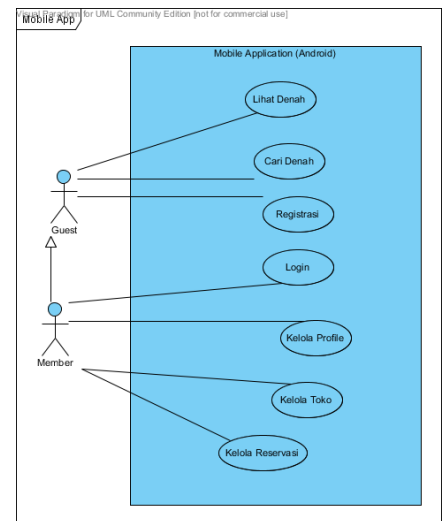 Visual Paradigm for UML Community Edition [not for commercial use]
Mobile App
Mobile Application (Android)
Lihat Denah
Cari Denah
Registrasi
Guest
Login
Kelola Profile
Member
Kelola Toko
Kelola Reservasi